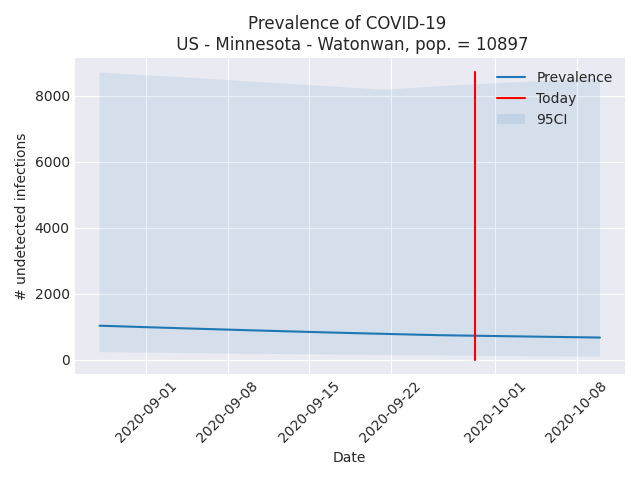 Prevalence of COVID-19
US - Minnesota - Watonwan, pop. = 10897
Prevalence
Today
95CI
# undetected infections
8000
6000
4000
2000
0
2020-09-01
2020-09-08
2020-09-15
2020-09-22
2020-10-01
2020-10-08
Date